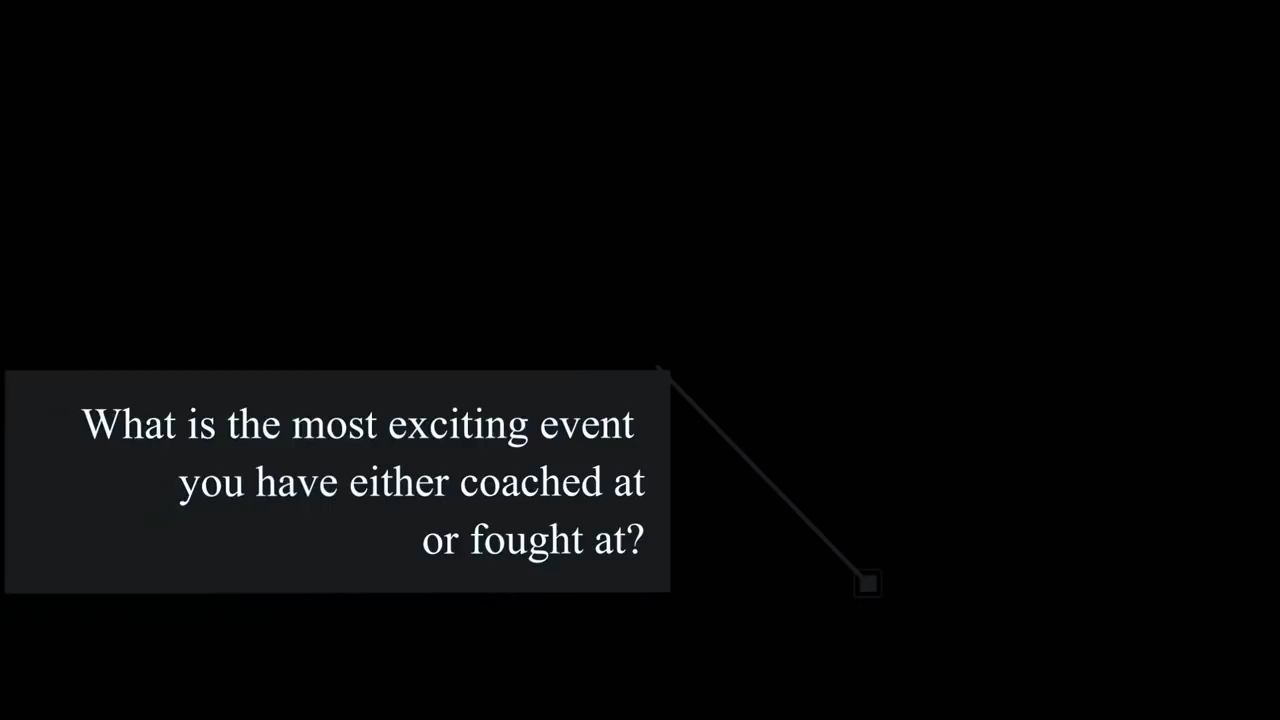 What is the most exciting event
you have either coached at
or fought at?